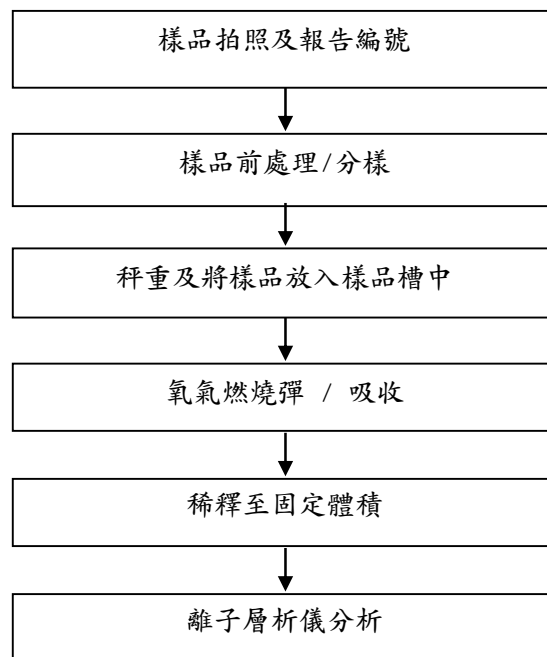 樣品拍照及報告編號
樣品前處理/分樣
秤重及將樣品放入樣品槽中
氧氣燃燒彈 / 吸收
稀釋至固定體積
離子層析儀分析